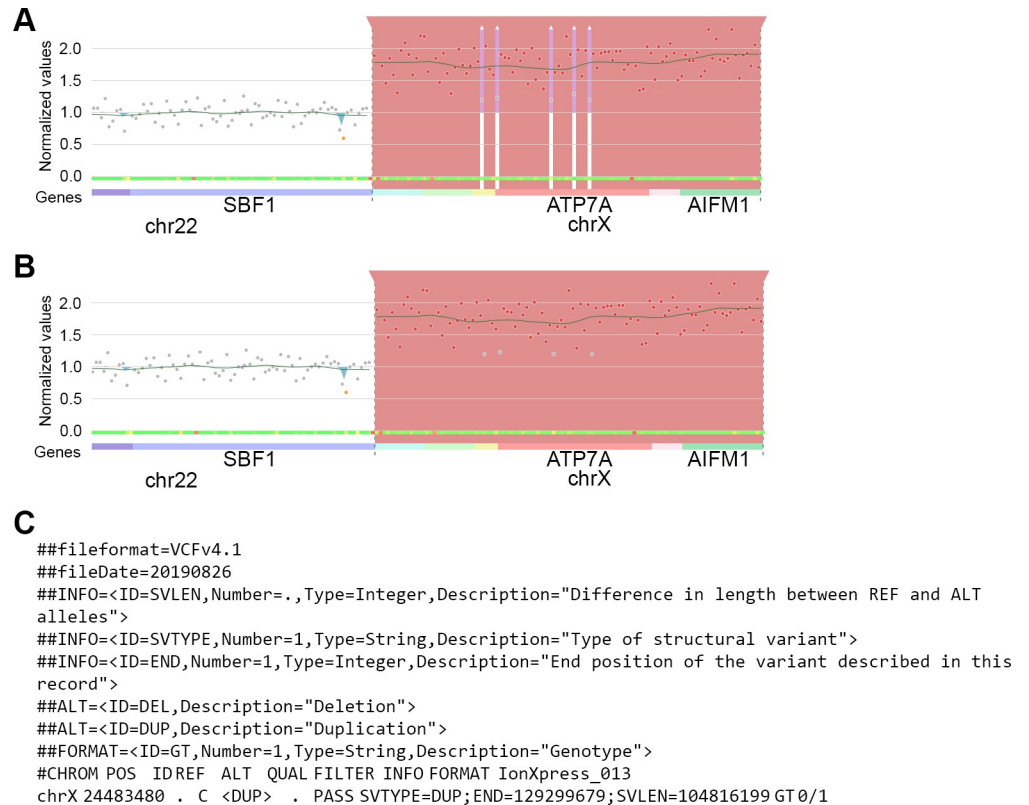 A
Normalized values
2.0
1.5
1.0
0.5
0.0
Genes
SBF1
ATP7A
AIFM1
chr22
chrX
B
Normalized values
2.0
1.5
1.0
0.5
0.0
Genes
SBF1
ATP7A
AIFM1
chr22
chrX
C
##fileformat=VCFv4.1
##fileDate=20190826
##INFO=<ID=SVLEN,Number=.,Type=Integer,Description="Difference in length between REF and ALT
alleles">
##INFO=<ID=SVTYPE,Number=1,Type=String,Description="Type of structural variant">
##INFO=<ID=END,Number=1,Type=Integer,Description="End position of the variant described in this
record">
##ALT=<ID=DEL,Description="Deletion">
##ALT=<ID=DUP,Description="Duplication">
##FORMAT=<ID=GT,Number=1,Type=String,Description="Genotype">
#CHROM POS ID REF ALT QUAL FILTER INFO FORMAT IonXpress_013
chrX 24483480 . C <DUP> . PASS SVTYPE=DUP;END=129299679;SVLEN=104816199 GT 0/1